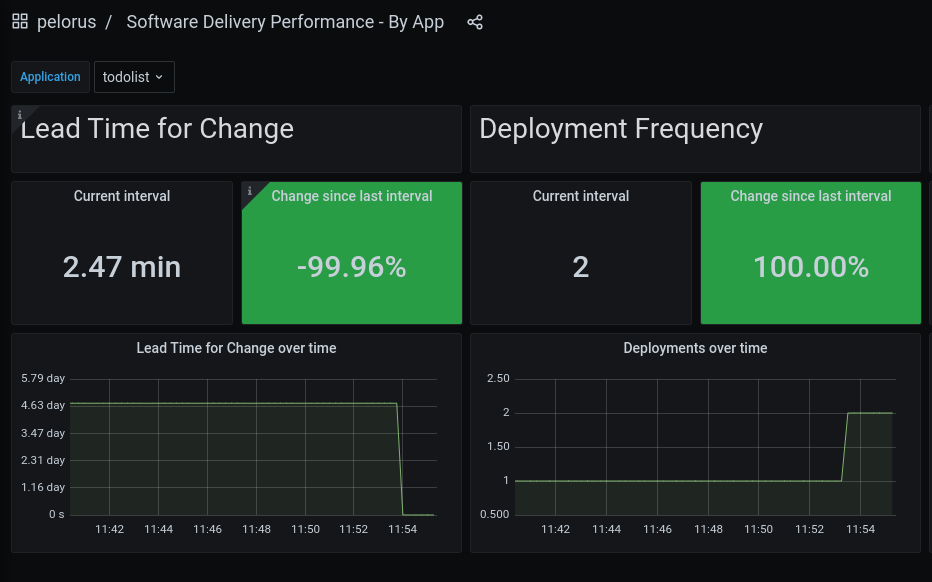 pelorus / Software Delivery Performance - By App
Application todolist
i
Lead Time for Change
Deployment Frequency
Current interval
2.47 min
i
Change since last interval
-99.96%
Current interval
2
Change since last interval
100.00%
Lead Time for Change over time
5.79 day
4.63 day
3.47 day
2.31 day
1.16 day
0 s
11:42 11:44 11:46 11:48 11:50 11:52 11:54
Deployments over time
2.50
2
1.50
1
0.500
11:42 11:44 11:46 11:48 11:50 11:52 11:54